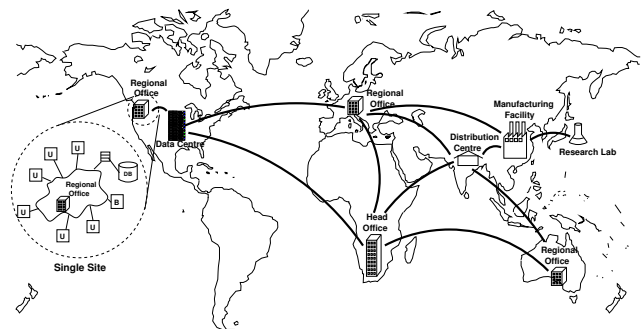 Regional
Office
Data Centre
Regional
Office
Manufacturing
Facility
Distribution
Centre
Research Lab
Head
Office
Regional
Office
U
U
U
DB
Regional
Office
U
B
U
U
Single Site